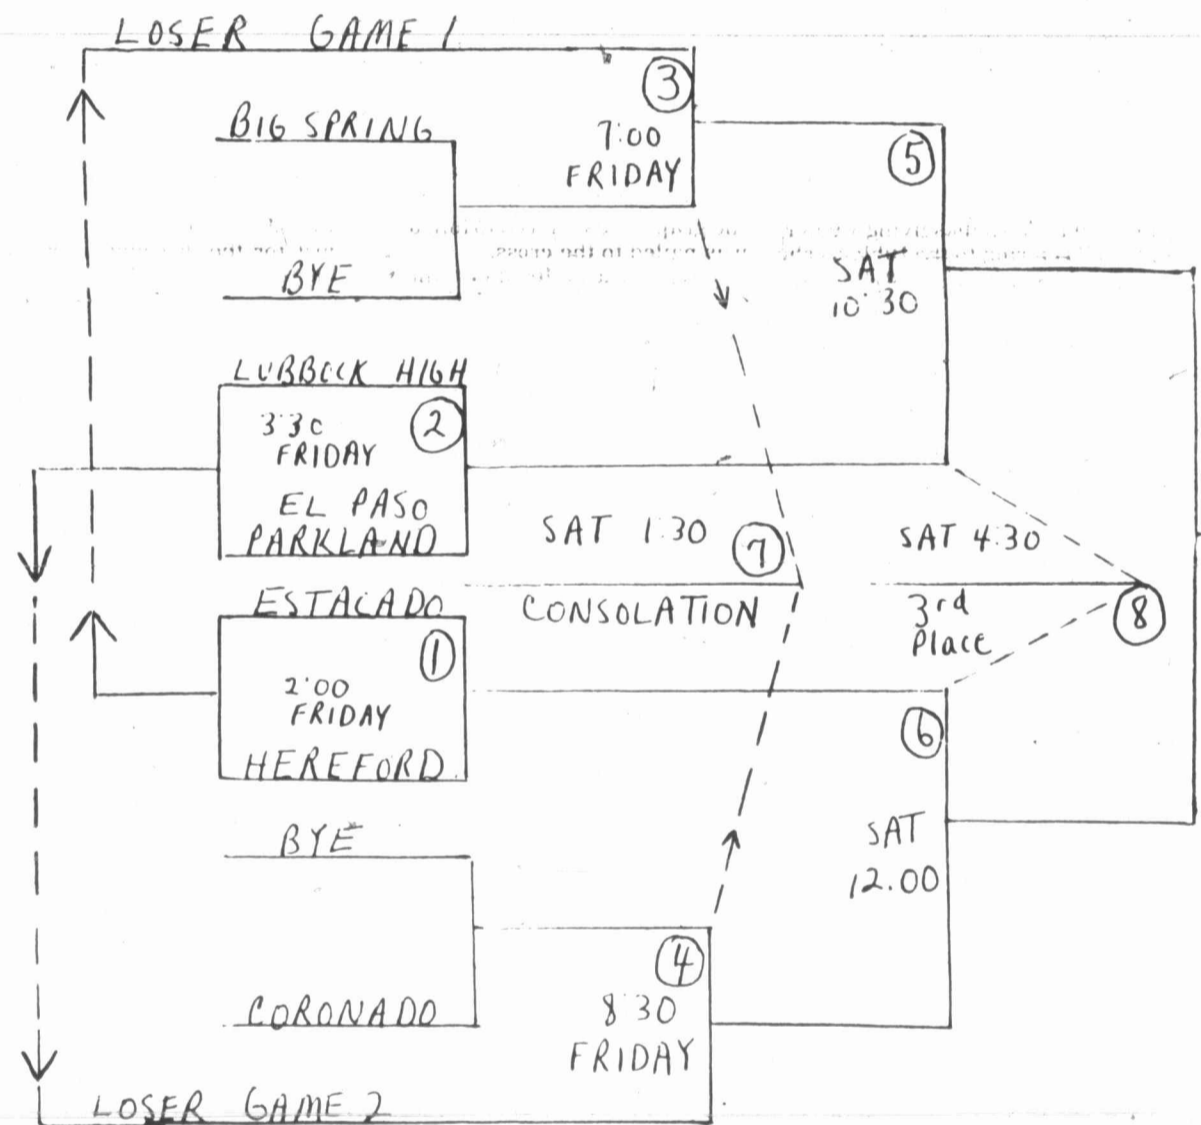 LOSER GAME 1
3
BIG SPRING
7:00
FRIDAY
5
BYE
SAT
10:30
LUBBOCK HIGH
3:30
FRIDAY
2
EL PASO
PARKLAND
SAT 1:30
7
SAT 4:30
ESTACADO
CONSOLATION
3rd
Place
8
1
2:00
FRIDAY
HEREFORD
6
BYE
SAT
12.00
4
CORONADO
8:30
FRIDAY
LOSER GAME 2